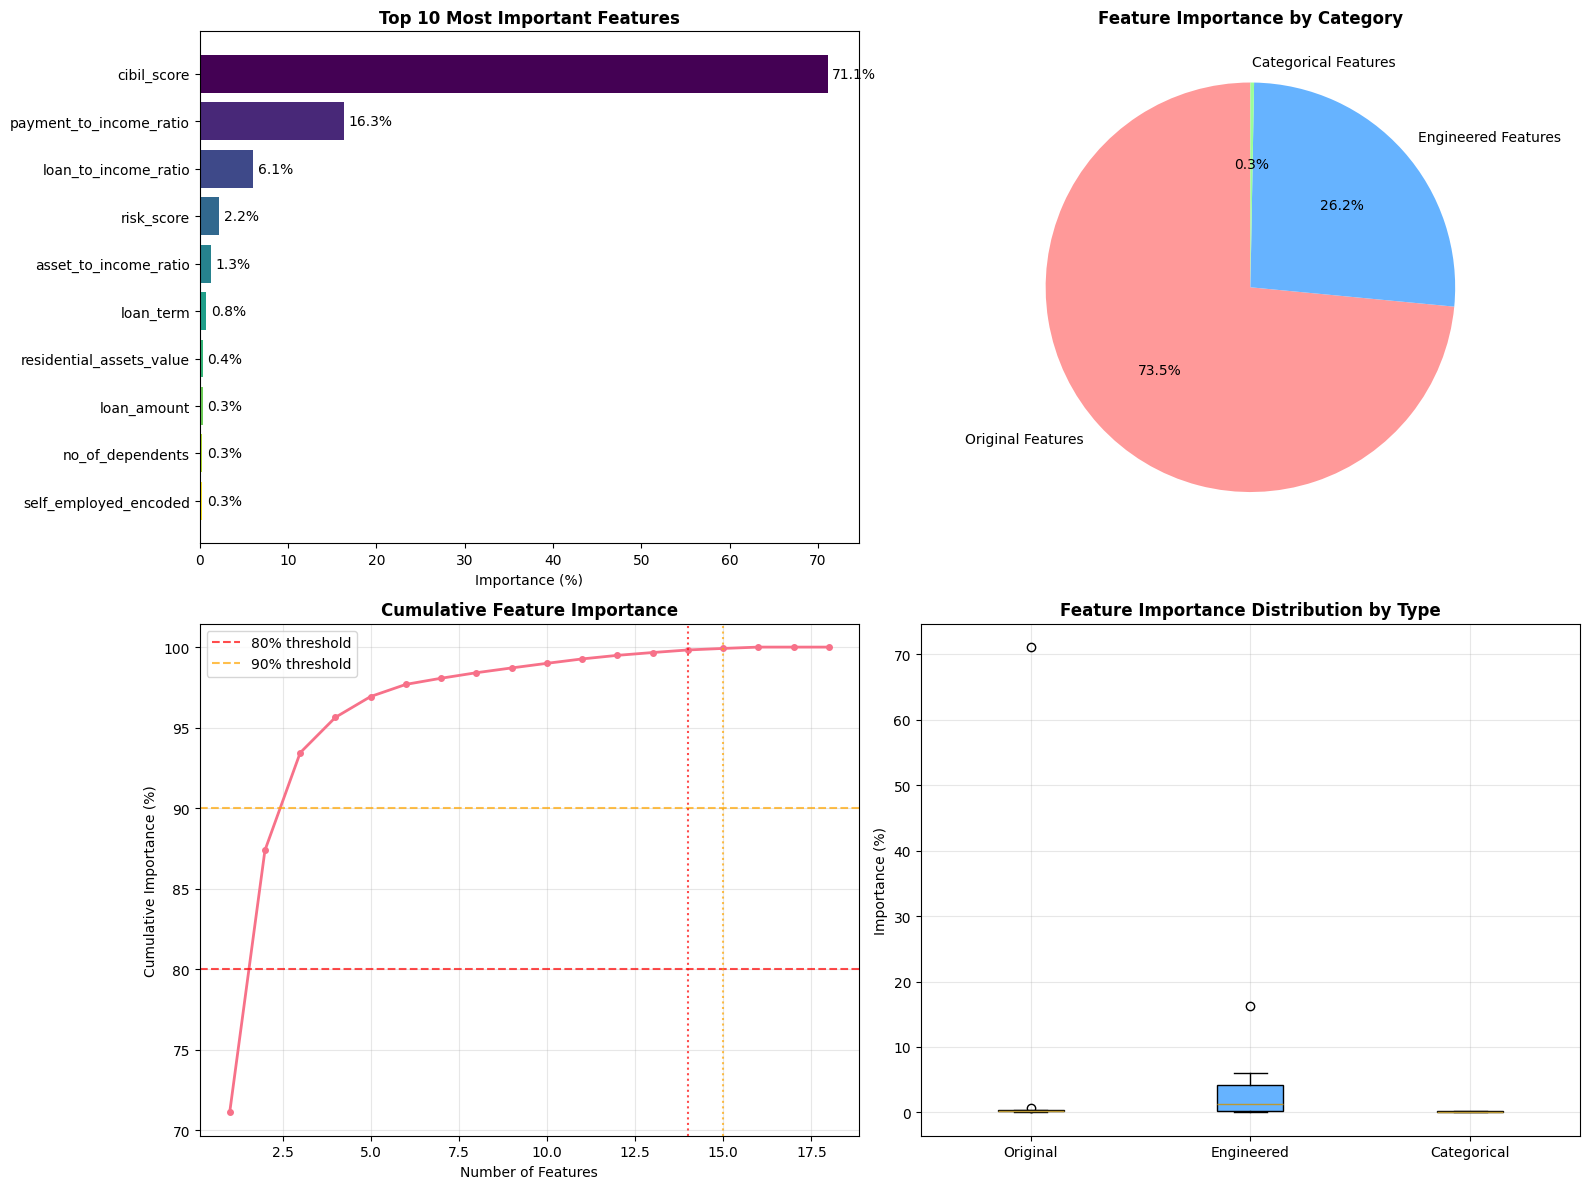 Top 10 Most Important Features
cibil_score
71.1%
payment_to_income_ratio
16.3%
loan_to_income_ratio
6.1%
risk_score
2.2%
asset_to_income_ratio
1.3%
loan_term
0.8%
residential_assets_value
0.4%
loan_amount
0.3%
no_of_dependents
0.3%
self_employed_encoded
0.3%
0 10 20 30 40 50 60 70
Importance (%)
Feature Importance by Category
Categorical Features
Engineered Features
0.3%
26.2%
73.5%
Original Features
Cumulative Feature Importance
80% threshold
90% threshold
Cumulative Importance (%)
100
95
90
85
80
75
70
2.5 5.0 7.5 10.0 12.5 15.0 17.5
Number of Features
Feature Importance Distribution by Type
Importance (%)
70
60
50
40
30
20
10
0
Original Engineered Categorical